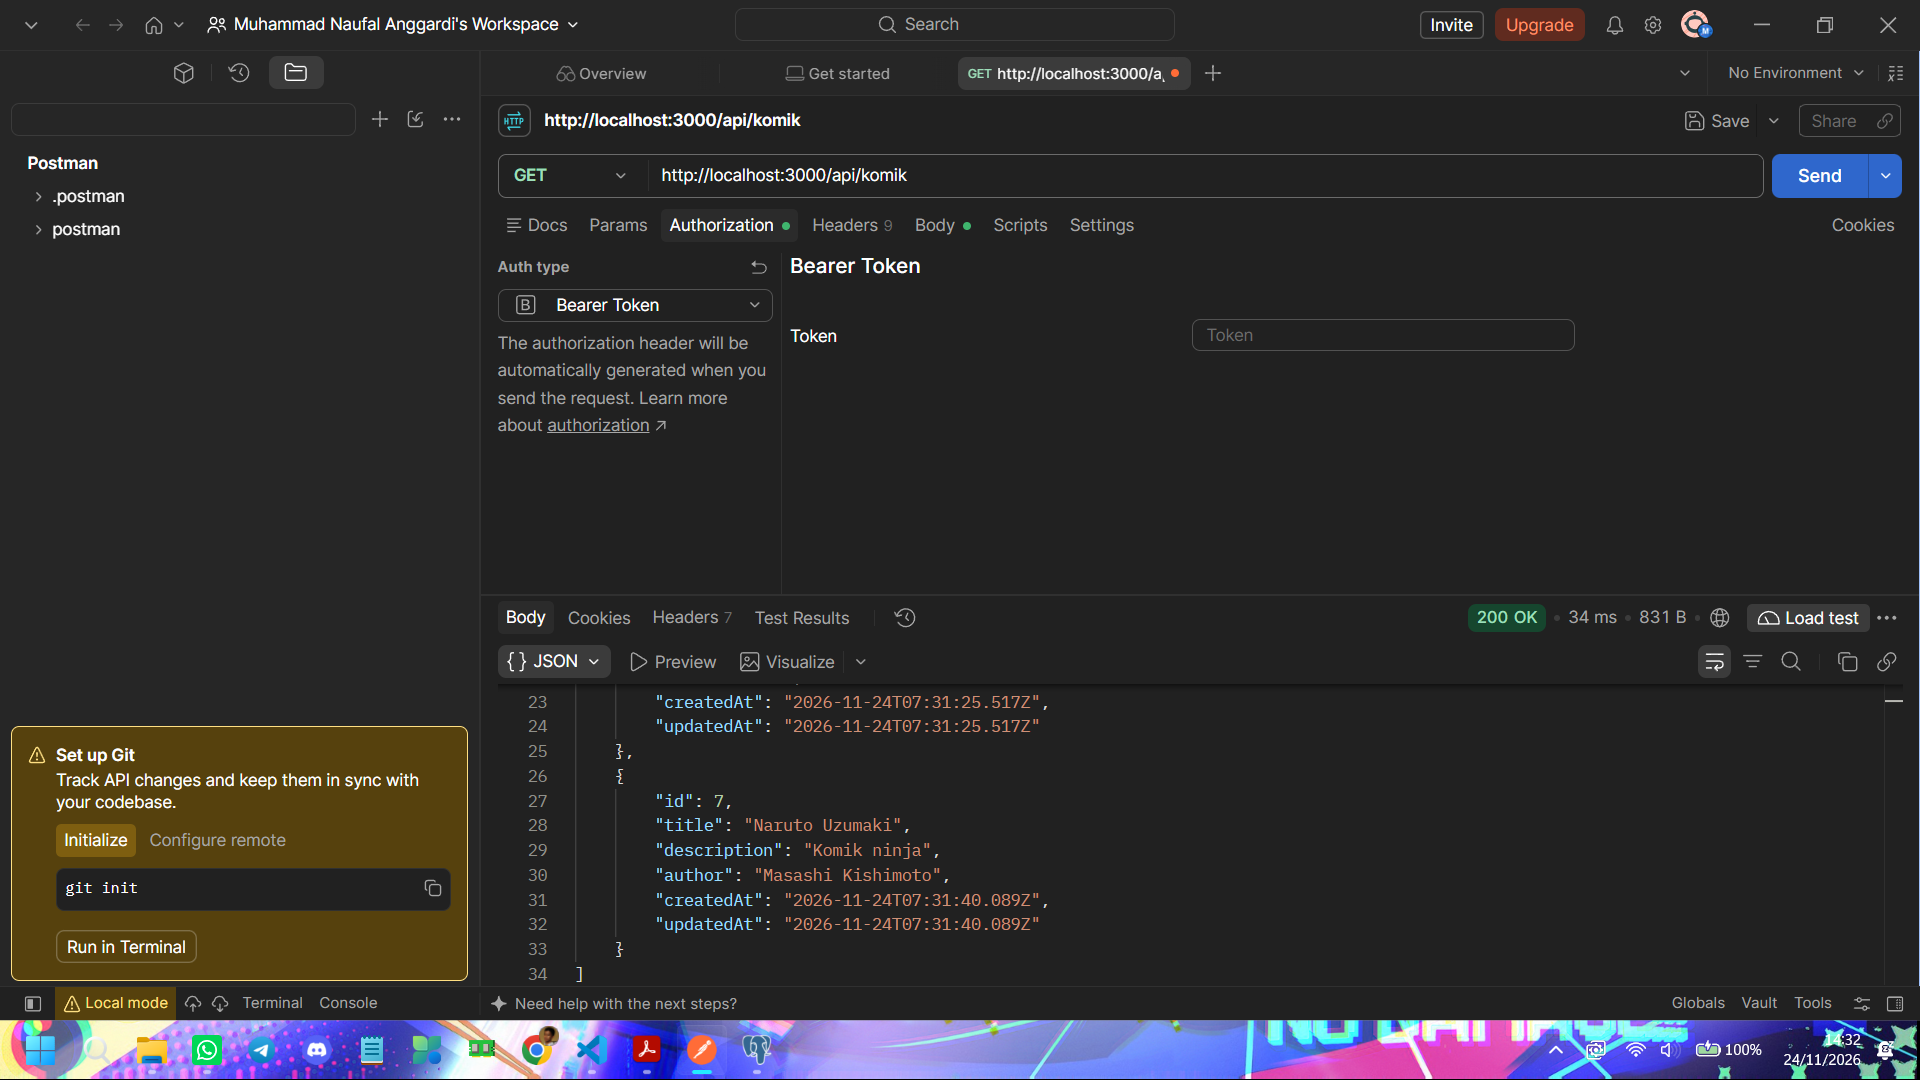 Muhammad Naufal Anggardi's Workspace
Search
Invite
Upgrade
Overview
Get started
GET http://localhost:3000/a
No Environment
HTTP http://localhost:3000/api/komik
Save
Share
Postman
.postman
postman
GET
http://localhost:3000/api/komik
Send
Docs
Params
Authorization
Headers 9
Body
Scripts
Settings
Cookies
Auth type
B Bearer Token
The authorization header will be
automatically generated when you
send the request. Learn more
about authorization
Bearer Token
Token
Token
Body
Cookies
Headers 7
Test Results
200 OK
34 ms
831 B
Load test
{} JSON
Preview
Visualize
23 "createdAt": "2026-11-24T07:31:25.517Z",
24 "updatedAt": "2026-11-24T07:31:25.517Z"
25 },
26 {
27 "id": 7,
28 "title": "Naruto Uzumaki",
29 "description": "Komik ninja",
30 "author": "Masashi Kishimoto",
31 "createdAt": "2026-11-24T07:31:40.089Z",
32 "updatedAt": "2026-11-24T07:31:40.089Z"
33 }
34 ]
Set up Git
Track API changes and keep them in sync with
your codebase.
Initialize
Configure remote
git init
Run in Terminal
Local mode
Terminal
Console
Need help with the next steps?
Globals
Vault
Tools
100%
14:32
24/11/2026